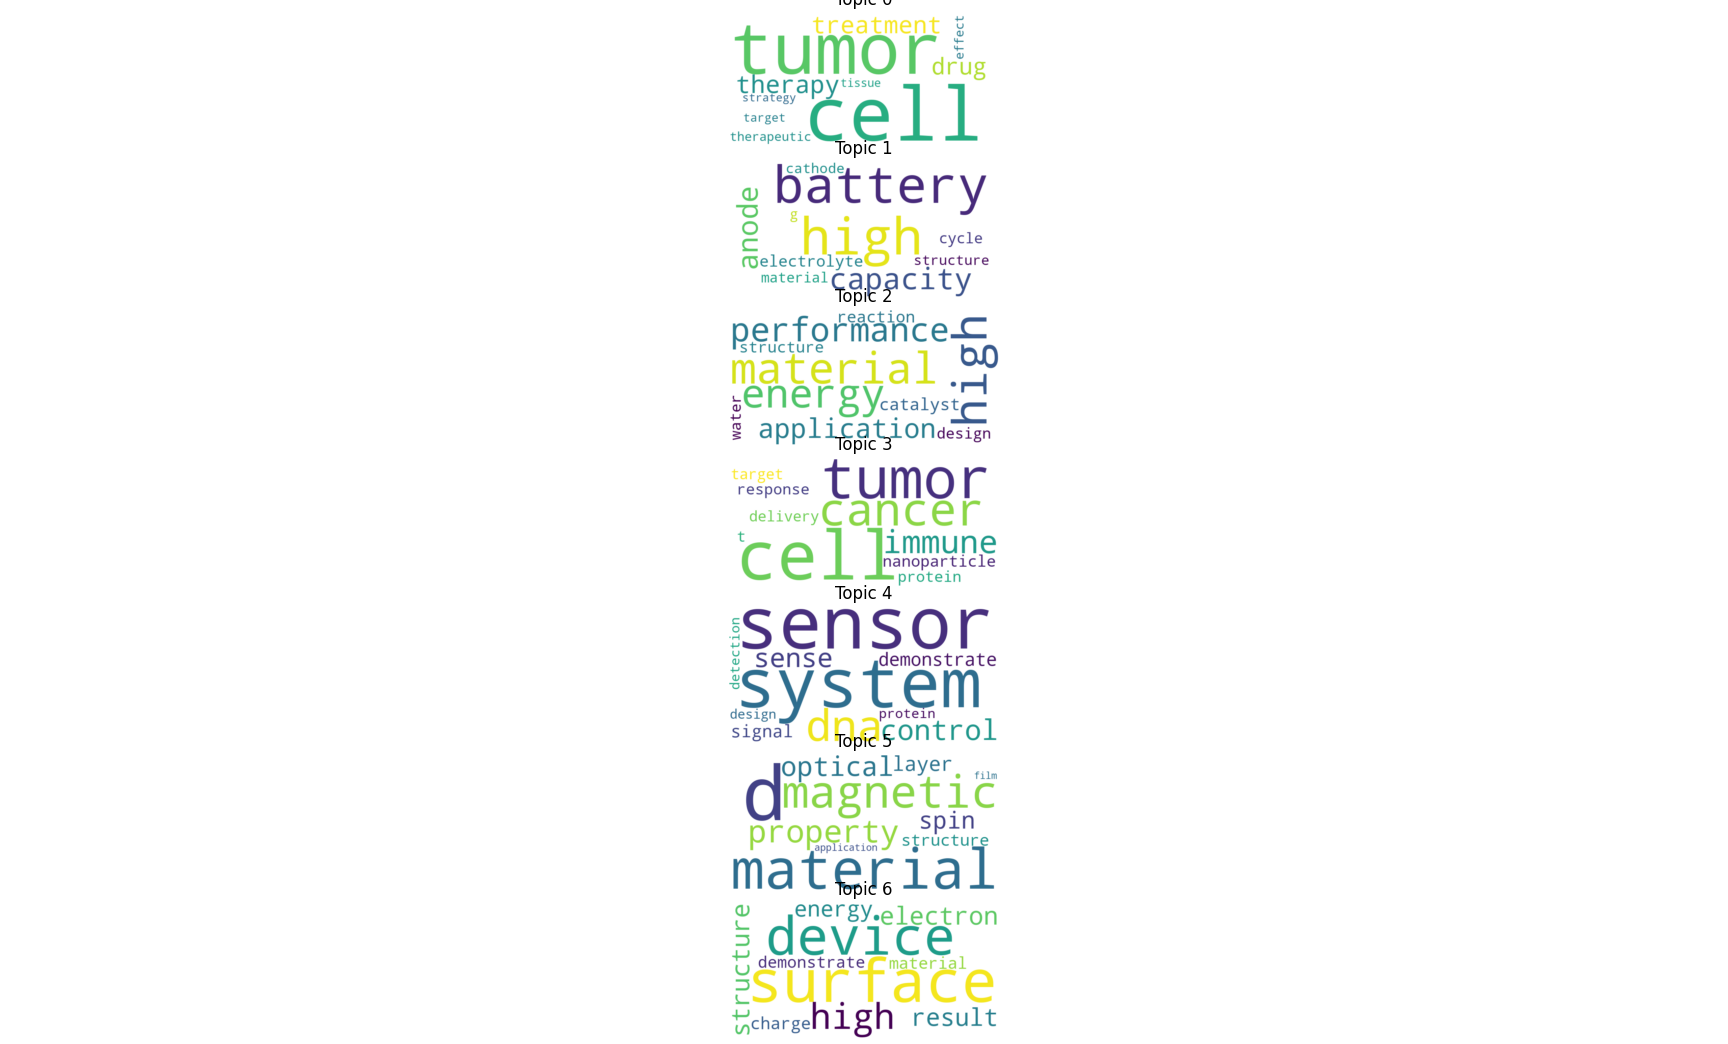 Topic 0
treatment
effect
tumor
drug
therapy
tissue
strategy
cell
target
therapeutic
Topic 1
cathode
battery
anode
g
high
cycle
electrolyte
structure
material
capacity
Topic 2
reaction
high
performance
structure
material
energy
water
catalyst
application
design
Topic 3
target
tumor
response
cancer
delivery
t
cell
immune
nanoparticle
protein
Topic 4
sensor
detection
sense
demonstrate
system
design
dna
protein
signal
control
Topic 5
optical
layer
film
d
magnetic
spin
property
structure
application
material
Topic 6
structure
energy
electron
device
demonstrate
material
surface
charge
high
result